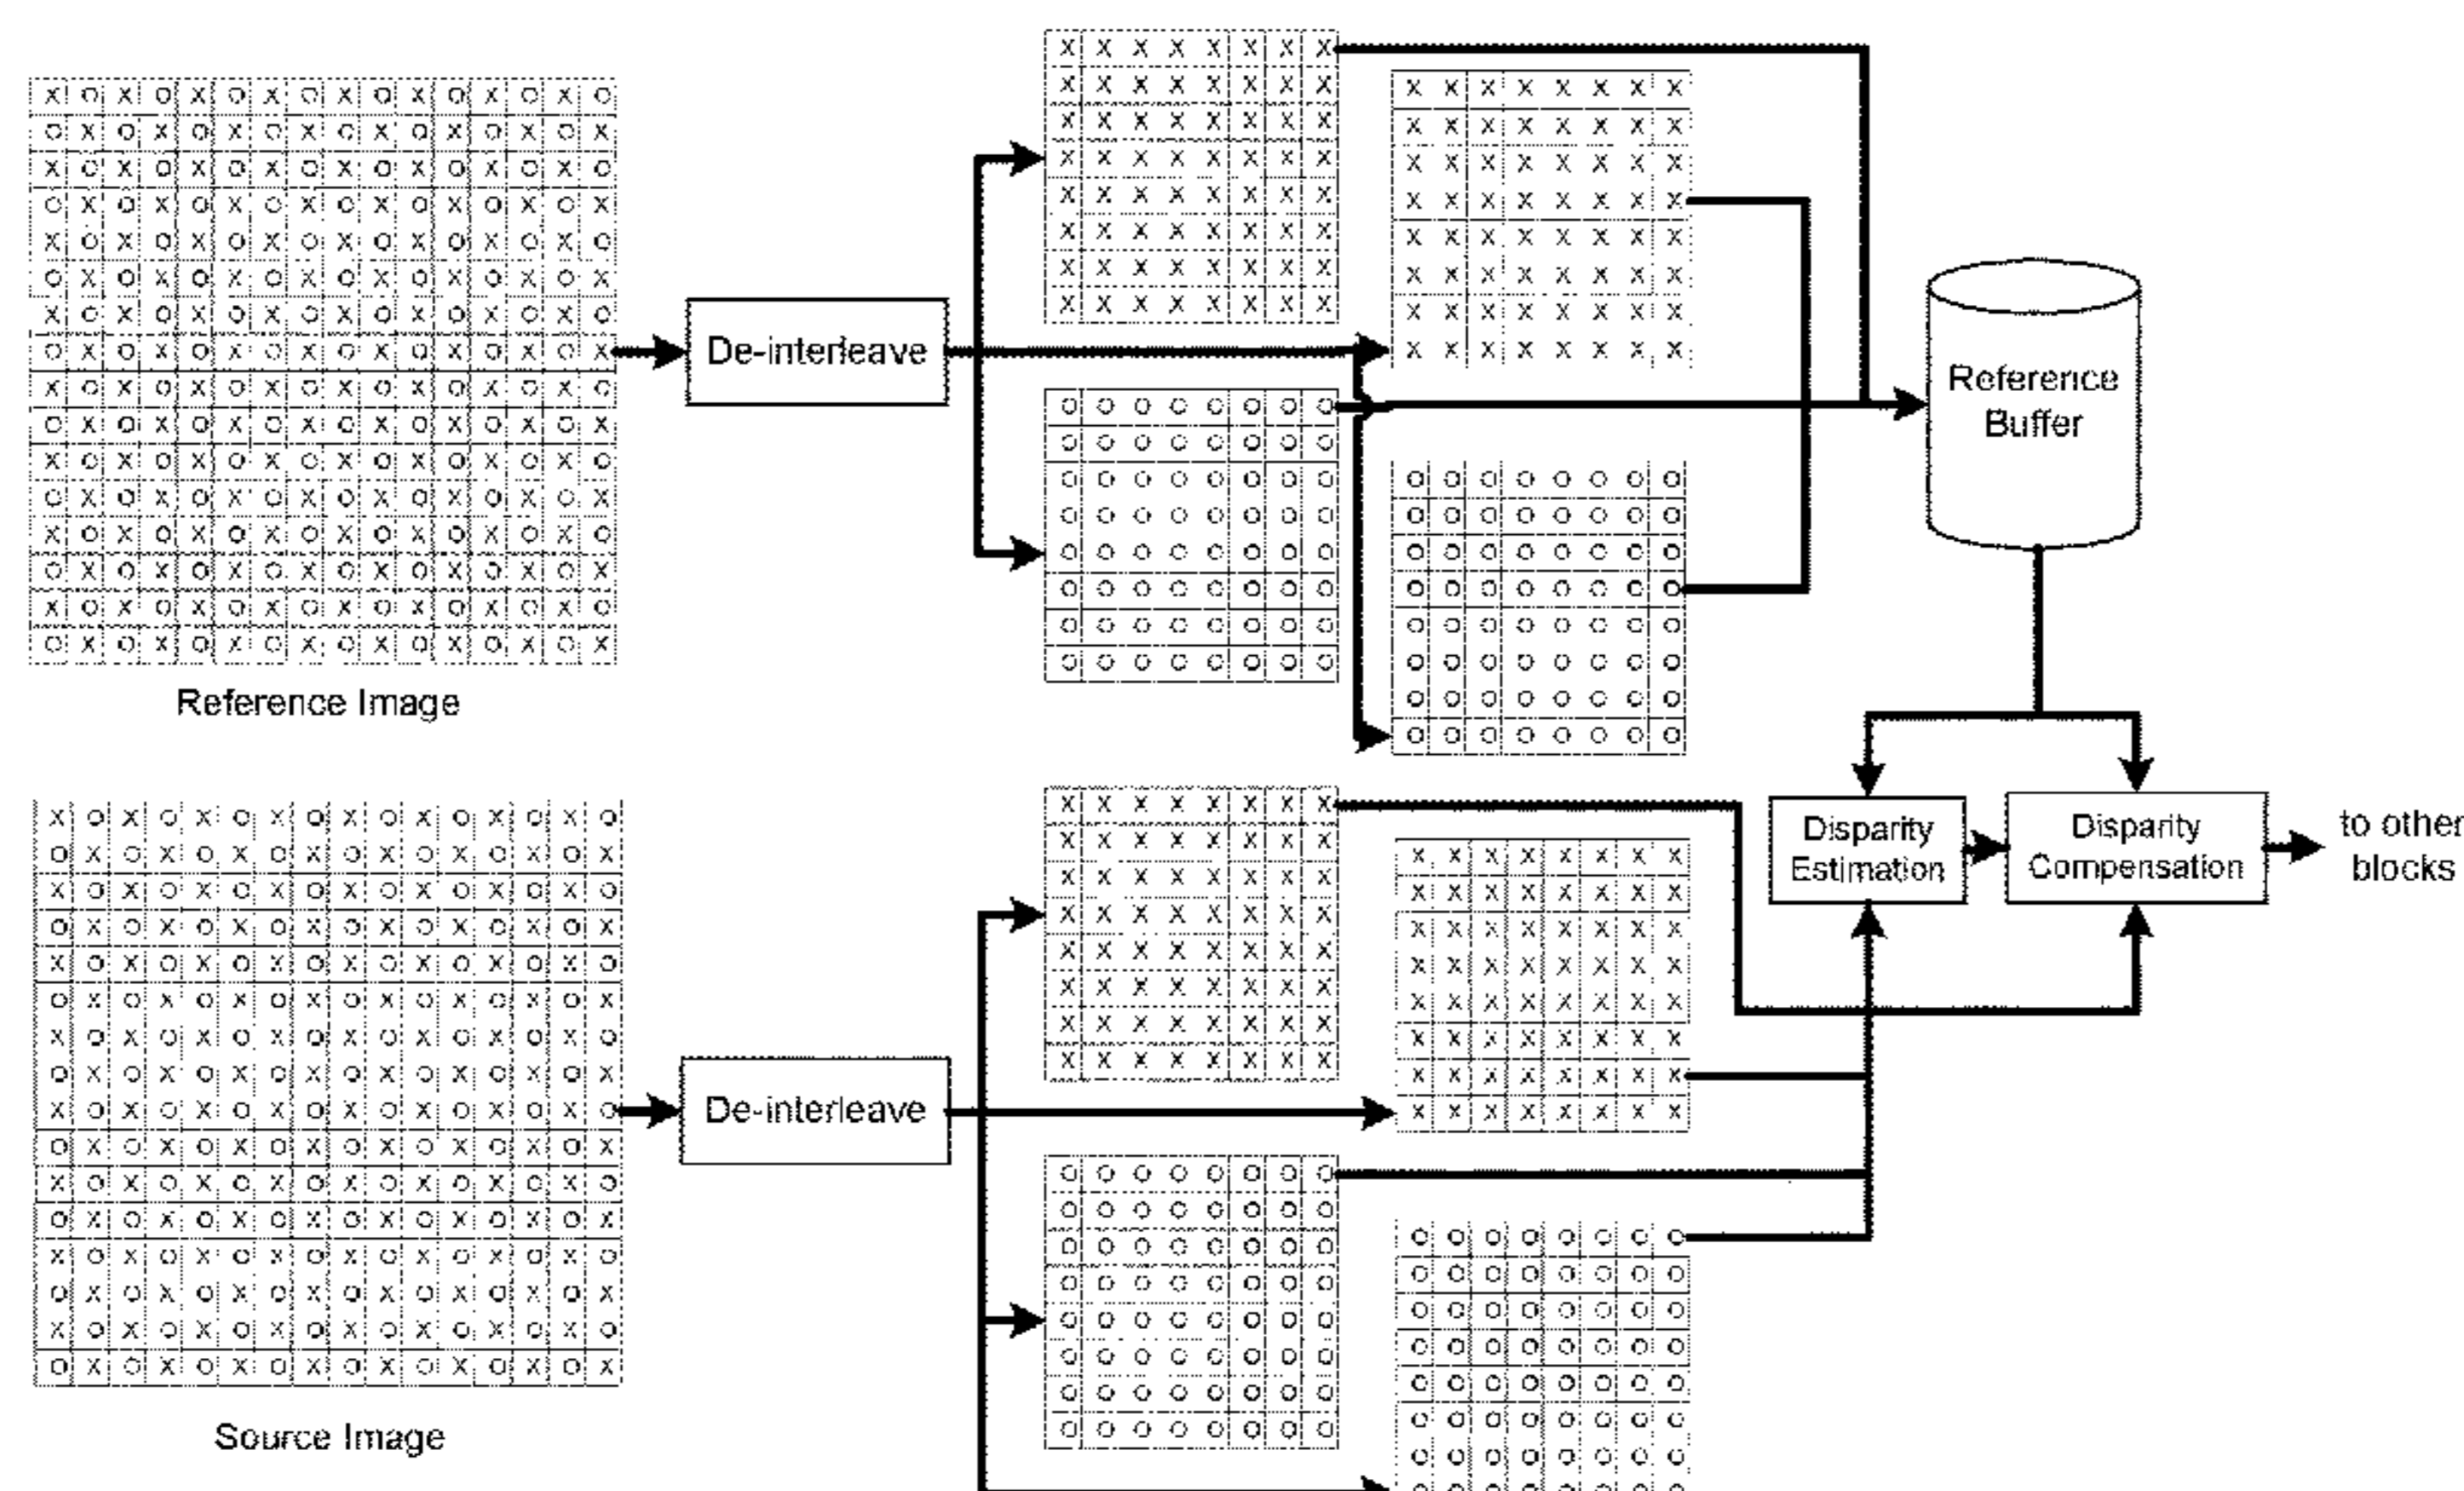 De-interleave
Reference
Buffer
Reference Image
Disparity
Estimation
Disparity
Compensation
to other
blocks
De-interleave
Source Image